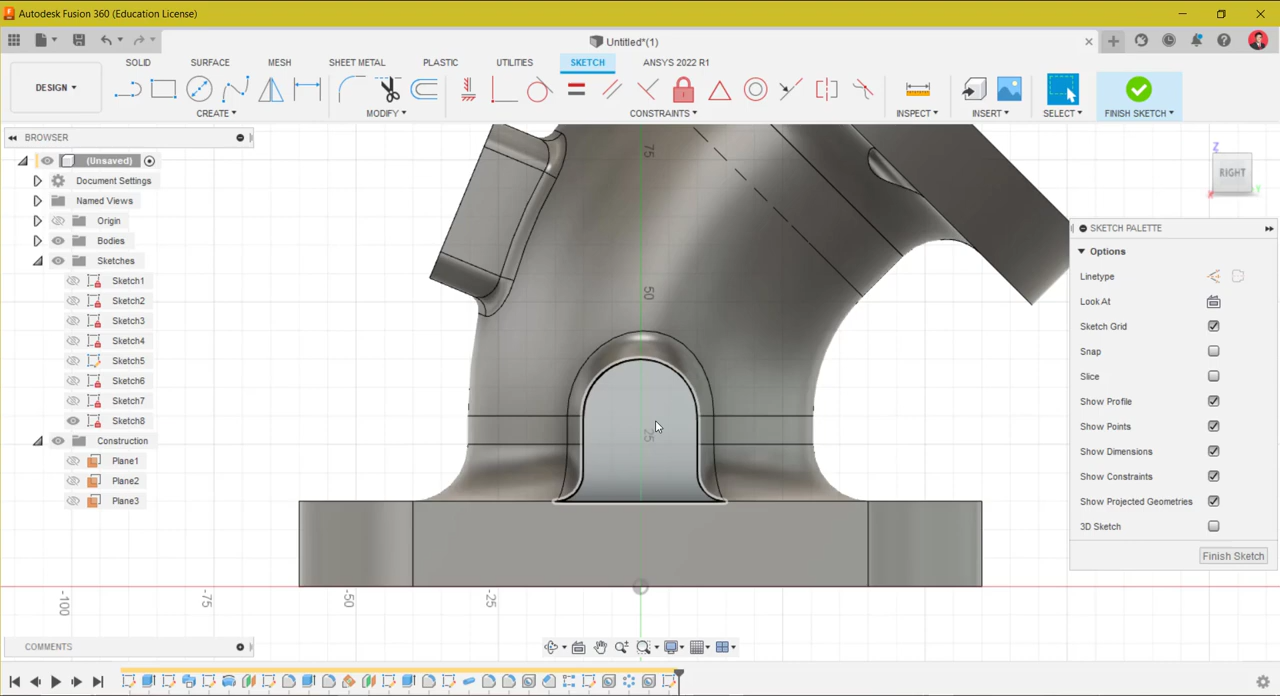 Autodesk Fusion 360 (Education License)
Untitled*(1)
DESIGN
SOLID
SURFACE
MESH
SHEET METAL
PLASTIC
UTILITIES
SKETCH
ANSYS 2022 R1
CREATE
MODIFY
CONSTRAINTS
INSPECT
INSERT
SELECT
FINISH SKETCH
BROWSER
(Unsaved)
Document Settings
Named Views
Origin
Bodies
Sketches
Sketch1
Sketch2
Sketch3
Sketch4
Sketch5
Sketch6
Sketch7
Sketch8
Construction
Plane1
Plane2
Plane3
75
50
25
-100
-75
-50
-25
Z
RIGHT
X
Y
SKETCH PALETTE
Options
Linetype
Look At
Sketch Grid
Snap
Slice
Show Profile
Show Points
Show Dimensions
Show Constraints
Show Projected Geometries
3D Sketch
Finish Sketch
COMMENTS